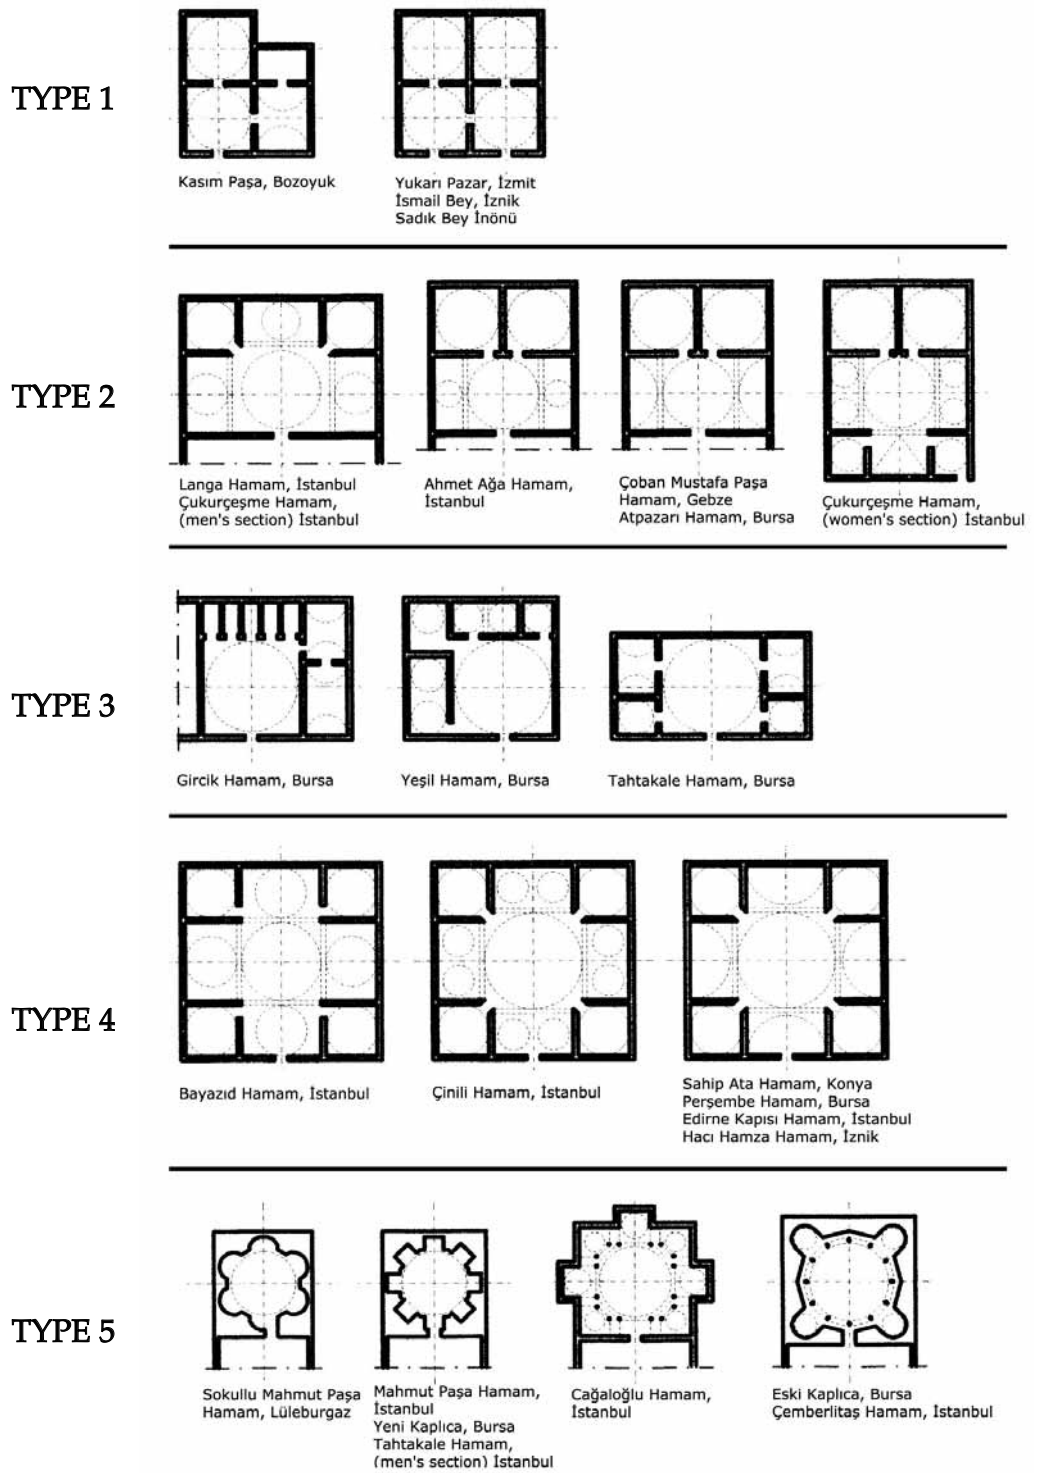 TYPE 1
Kasım Paşa, Bozoyuk
Yukarı Pazar, İzmit
İsmail Bey, İznik
Sadık Bey İnönü
TYPE 2
Langa Hamam, İstanbul
Çukurçeşme Hamam,
(men's section) İstanbul
Ahmet Ağa Hamam,
İstanbul
Çoban Mustafa Paşa
Hamam, Gebze
Atpazarı Hamam, Bursa
Çukurçeşme Hamam,
(women's section) İstanbul
TYPE 3
Gircik Hamam, Bursa
Yeşil Hamam, Bursa
Tahtakale Hamam, Bursa
TYPE 4
Bayazıd Hamam, İstanbul
Çinili Hamam, İstanbul
Sahip Ata Hamam, Konya
Perşembe Hamam, Bursa
Edirne Kapısı Hamam, İstanbul
Hacı Hamza Hamam, İznik
TYPE 5
Sokullu Mahmut Paşa
Hamam, Lüleburgaz
Mahmut Paşa Hamam,
İstanbul
Yeni Kaplıca, Bursa
Tahtakale Hamam,
(men's section) İstanbul
Cağaloğlu Hamam,
İstanbul
Eski Kaplıca, Bursa
Çemberlitaş Hamam, İstanbul